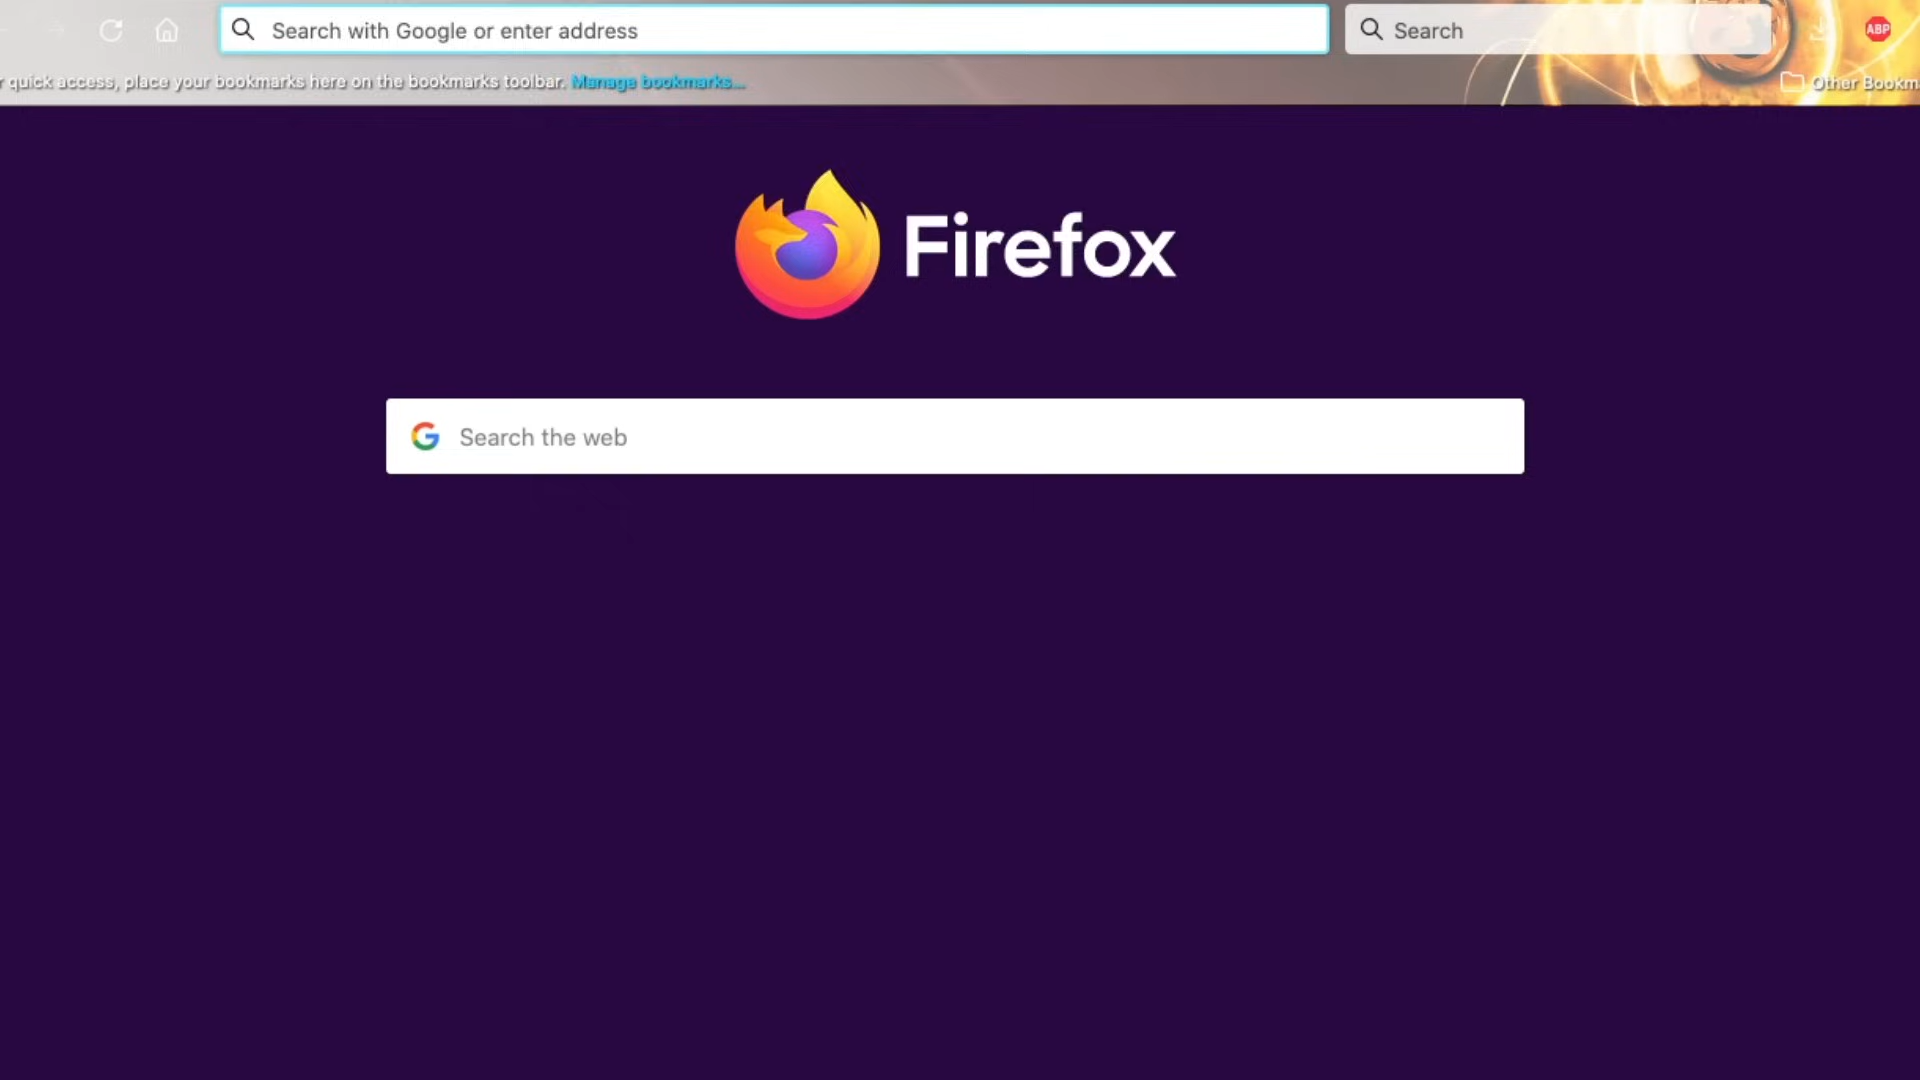 Search with Google or enter address
Search
ABP
quick access, place your bookmarks here on the bookmarks toolbar. Manage bookmarks...
Other Bookm
Firefox
Search the web